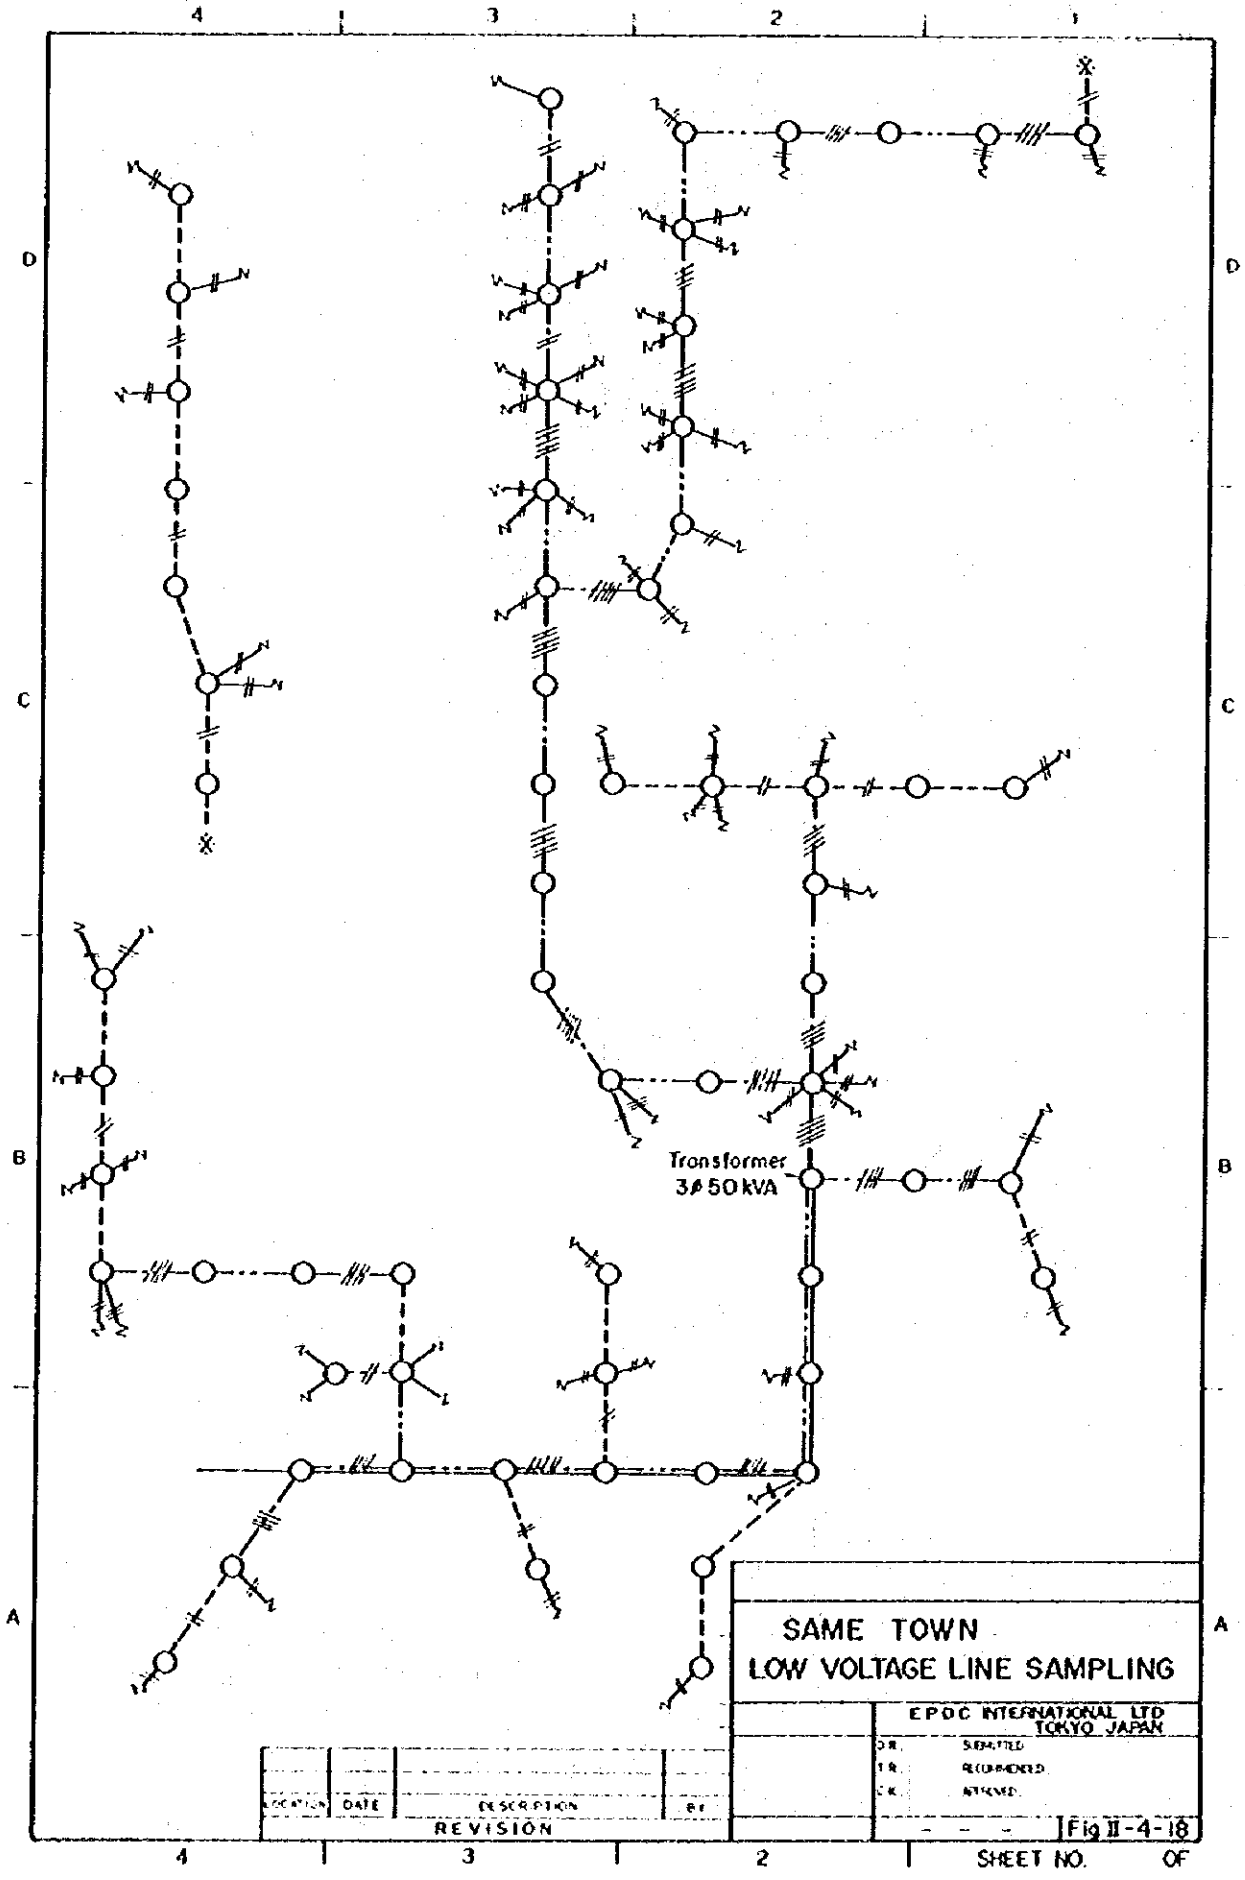 4 3 2 1
D D
C C
B B
Transformer
3ø 50 kVA
A A
SAME TOWN
LOW VOLTAGE LINE SAMPLING
EPDC INTERNATIONAL LTD
TOKYO JAPAN
SUBMITTED
RECOMMENDED
APPROVED
LOCATION DATE DESCRIPTION BY
REVISION
Fig II-4-18
4 3 2
SHEET NO. OF